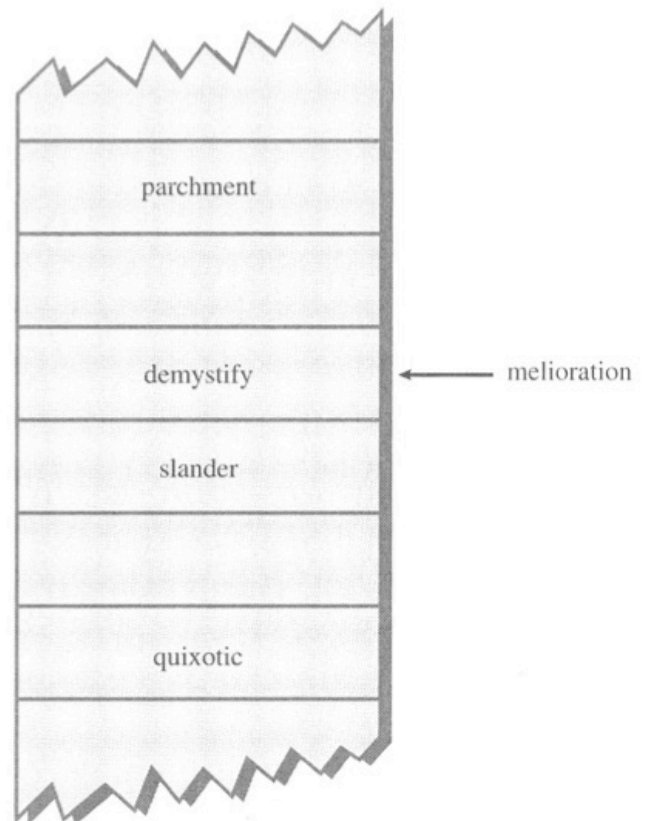 parchment
demystify
melioration
slander
quixotic